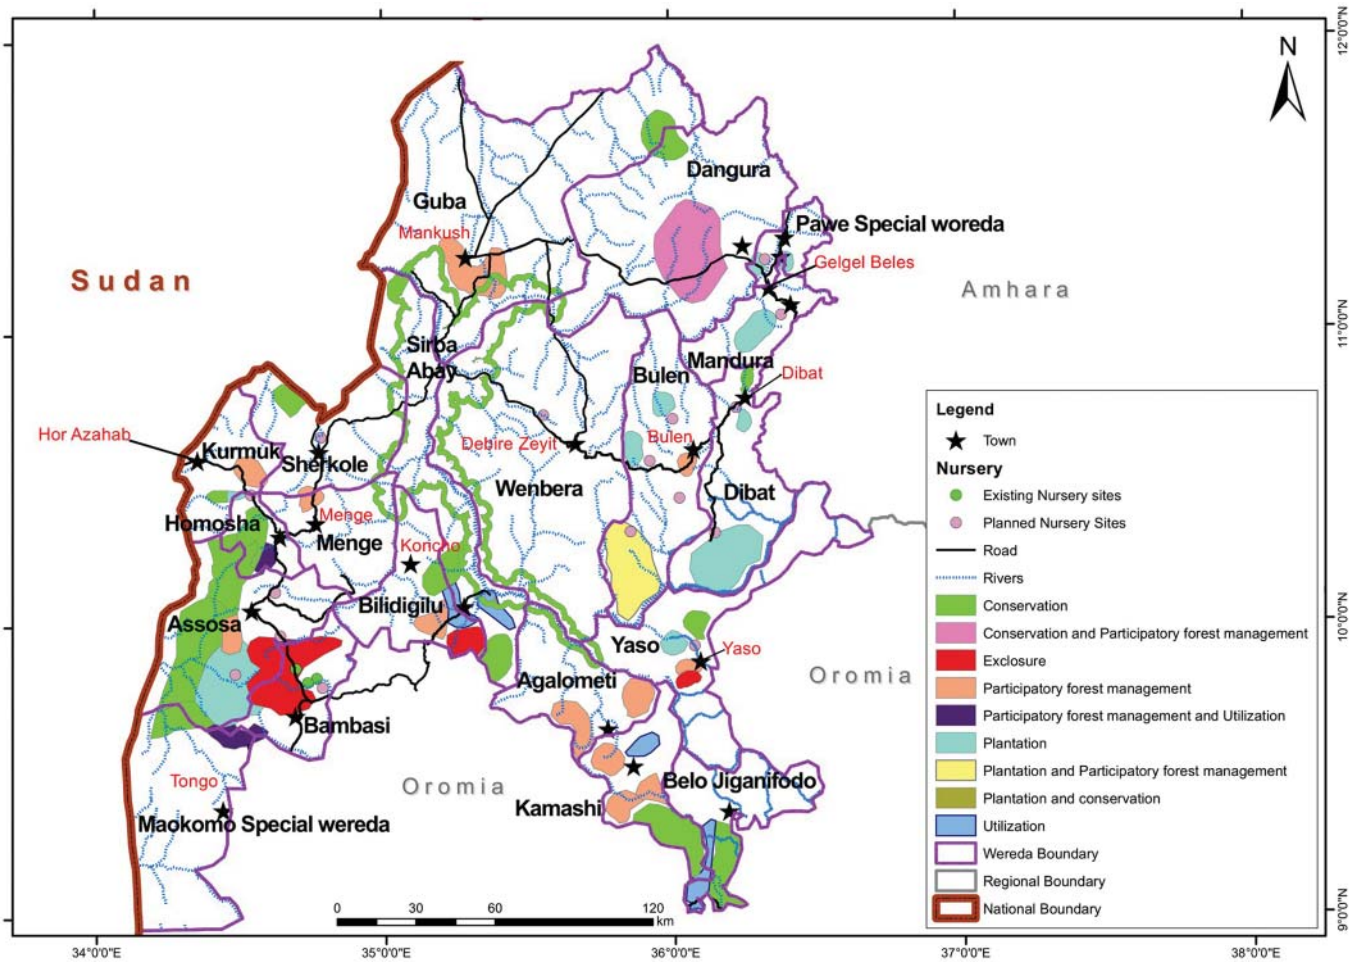 N
12°0'0"N
Dangura
Guba
Pawe Special woreda
Mankush
Gelgel Beles
Sudan
Amhara
11°0'0"N
Sirba
Abay
Mandura
Bulen
Dibat
Hor Azahab
Kurmuk
Sherkole
Debire Zeyit
Bulen
Wenbera
Dibat
Homosha
Menge
Menge
Koncho
Bilidigilu
Assosa
10°0'0"N
Yaso
Yaso
Oromia
Agalometi
Bambasi
Tongo
Oromia
Belo Jiganifodo
Kamashi
Maokomo Special wereda
Legend
Town
Nursery
Existing Nursery sites
Planned Nursery Sites
Road
Rivers
Conservation
Conservation and Participatory forest management
Exclosure
Participatory forest management
Participatory forest management and Utilization
Plantation
Plantation and Participatory forest management
Plantation and conservation
Utilization
Wereda Boundary
Regional Boundary
National Boundary
0 30 60 120
km
9°0'0"N
34°0'0"E 35°0'0"E 36°0'0"E 37°0'0"E 38°0'0"E